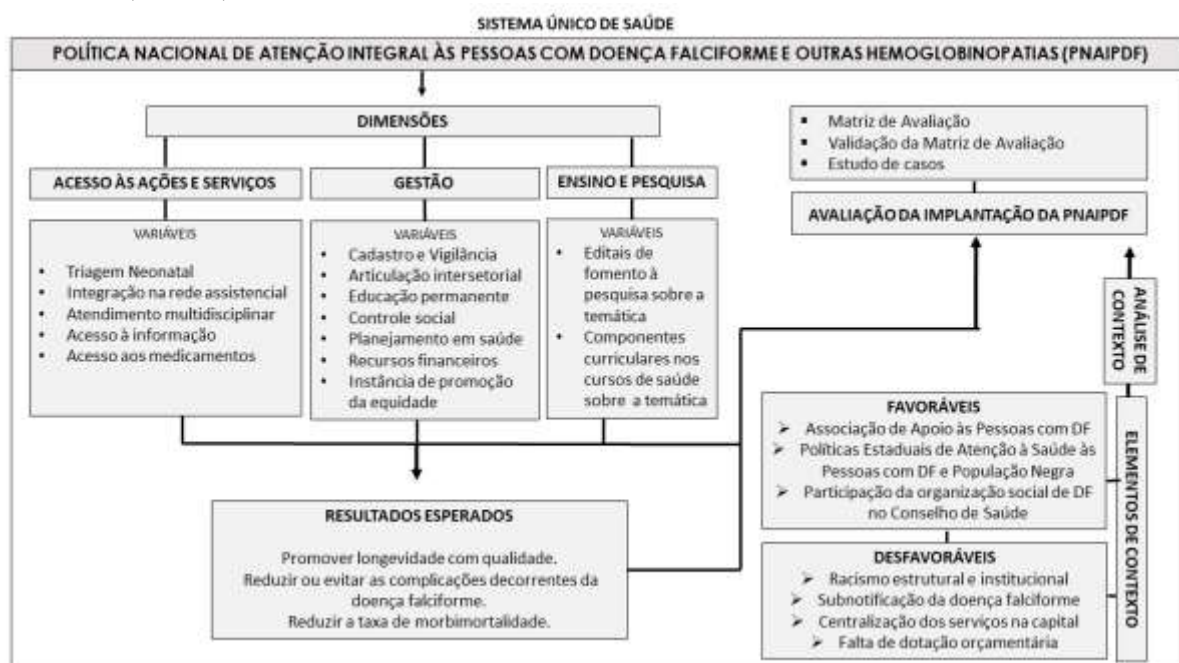 SISTEMA ÚNICO DE SAÚDE
POLÍTICA NACIONAL DE ATENÇÃO INTEGRAL ÀS PESSOAS COM DOENÇA FALCIFORME E OUTRAS HEMOGLOBINOPATIAS (PNAIPDF)
DIMENSÕES
ACESSO ÀS AÇÕES E SERVIÇOS
VARIÁVEIS
• Triagem Neonatal
• Integração na rede assistencial
• Atendimento multidisciplinar
• Acesso à informação
• Acesso aos medicamentos
GESTÃO
VARIÁVEIS
• Cadastro e Vigilância
• Articulação intersetorial
• Educação permanente
• Controle social
• Planejamento em saúde
• Recursos financeiros
• Instância de promoção
da equidade
ENSINO E PESQUISA
VARIÁVEIS
• Editais de
fomento à
pesquisa sobre a
temática
• Componentes
curriculares nos
cursos de saúde
sobre a temática
RESULTADOS ESPERADOS
Promover longevidade com qualidade.
Reduzir ou evitar as complicações decorrentes da
doença falciforme.
Reduzir a taxa de morbimortalidade.
▪ Matriz de Avaliação
▪ Validação da Matriz de Avaliação
▪ Estudo de casos
AVALIAÇÃO DA IMPLANTAÇÃO DA PNAIPDF
ANÁLISE DE
CONTEXTO
FAVORÁVEIS
➢ Associação de Apoio às Pessoas com DF
➢ Políticas Estaduais de Atenção à Saúde às
Pessoas com DF e População Negra
➢ Participação da organização social de DF
no Conselho de Saúde
DESFAVORÁVEIS
➢ Racismo estrutural e institucional
➢ Subnotificação da doença falciforme
➢ Centralização dos serviços na capital
➢ Falta de dotação orçamentária
ELEMENTOS DE CONTEXTO